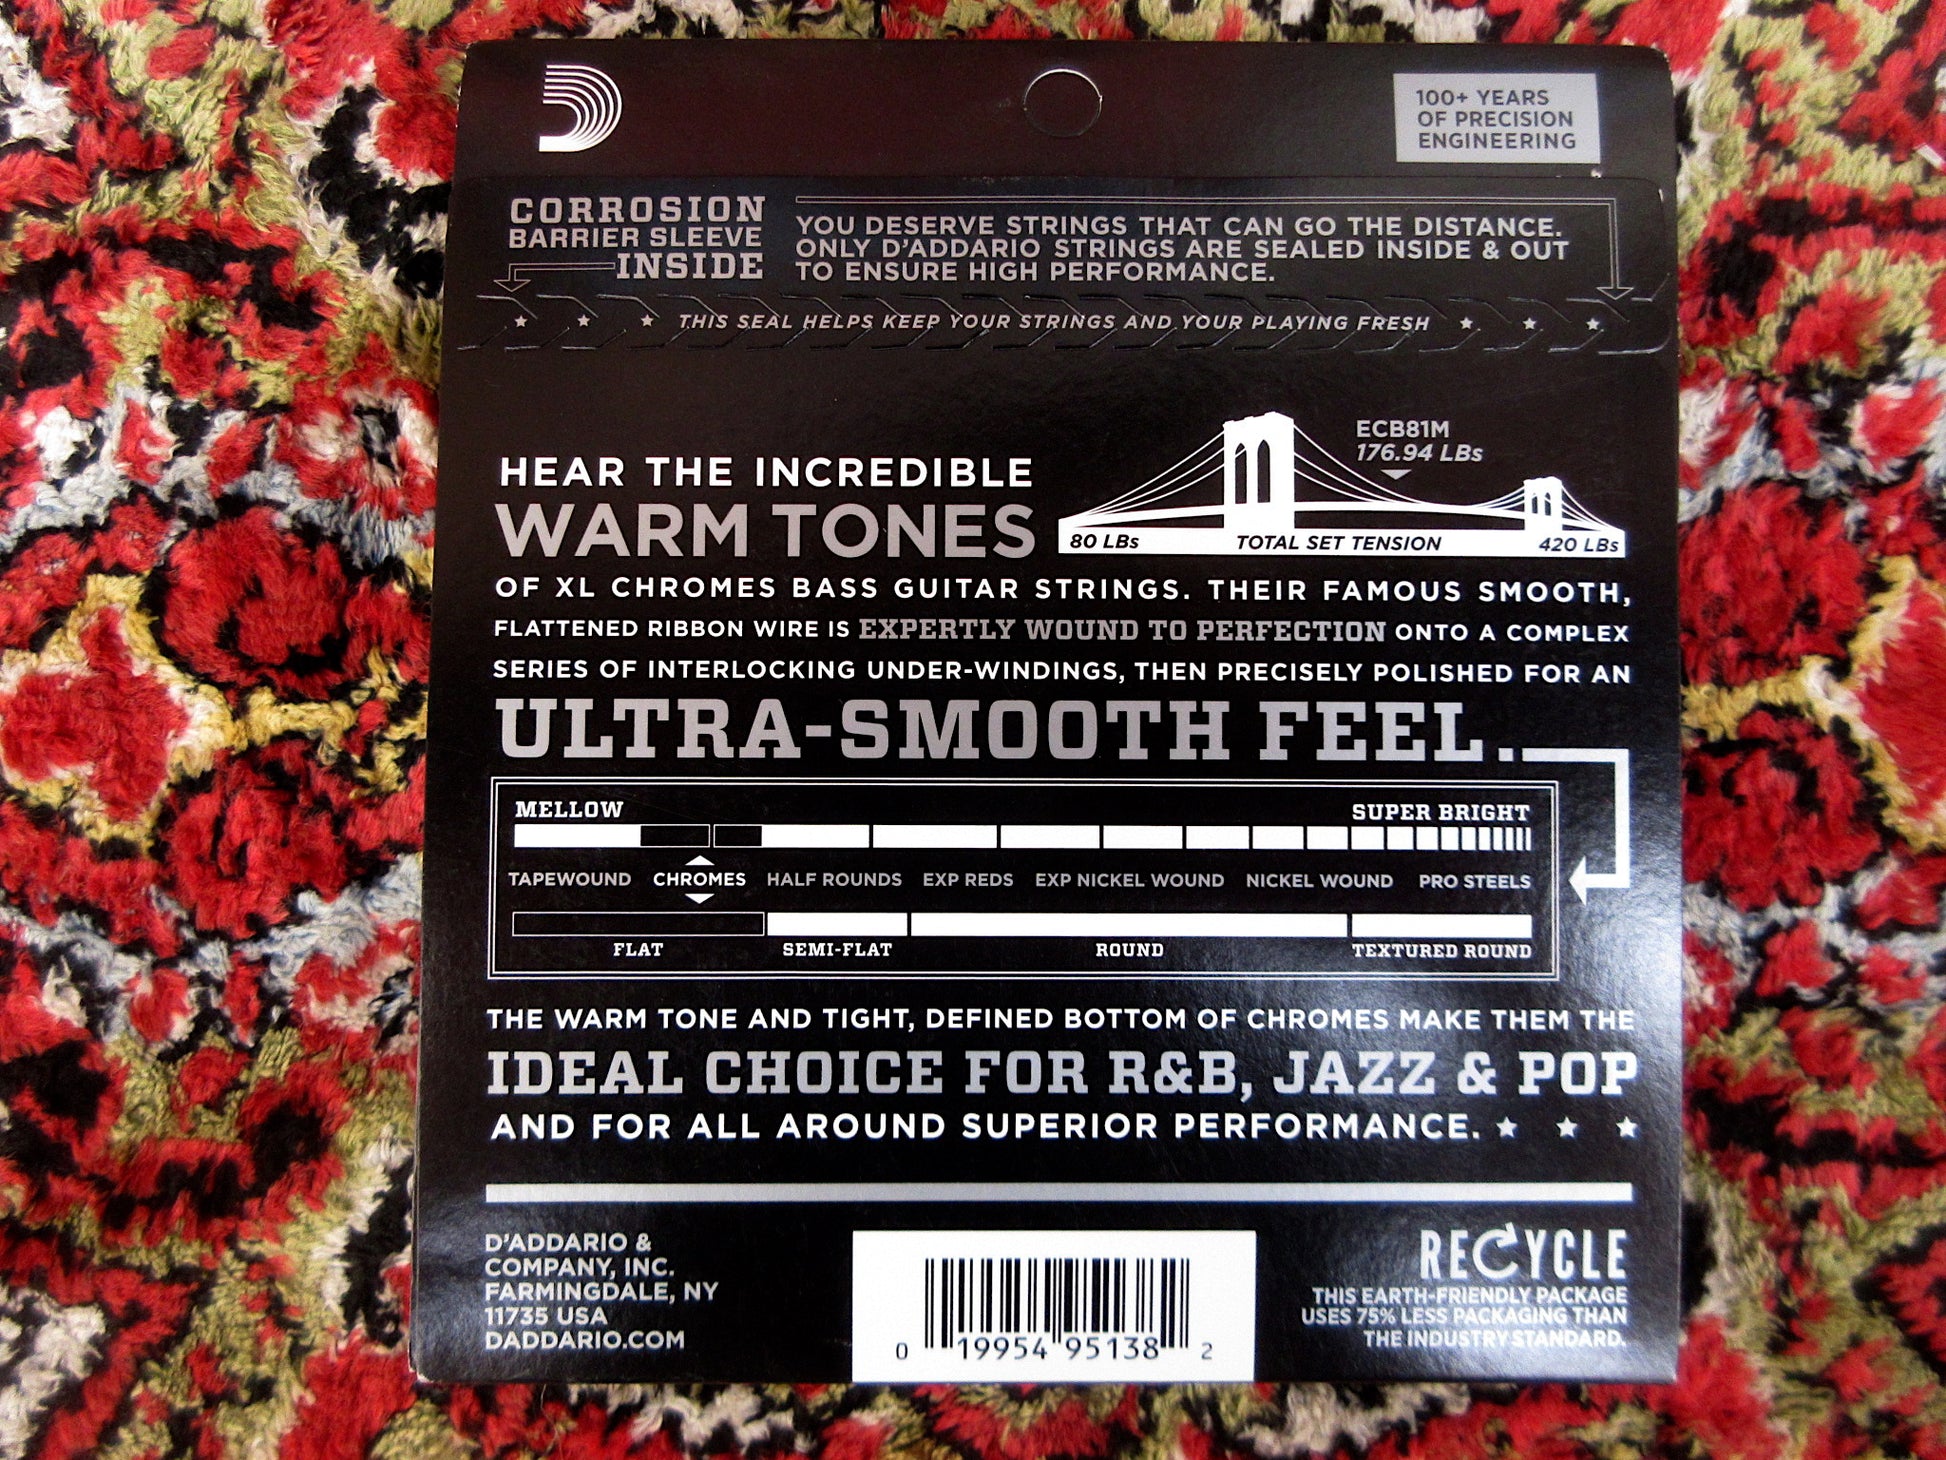 100+ YEARS
OF PRECISION
ENGINEERING
CORROSION
BARRIER SLEEVE
INSIDE
YOU DESERVE STRINGS THAT CAN GO THE DISTANCE.
ONLY D'ADDARIO STRINGS ARE SEALED INSIDE & OUT
TO ENSURE HIGH PERFORMANCE.
THIS SEAL HELPS KEEP YOUR STRINGS AND YOUR PLAYING FRESH
ECB81M
176.94 LBs
80 LBs TOTAL SET TENSION 420 LBs
HEAR THE INCREDIBLE
WARM TONES
OF XL CHROMES BASS GUITAR STRINGS. THEIR FAMOUS SMOOTH,
FLATTENED RIBBON WIRE IS EXPERTLY WOUND TO PERFECTION ONTO A COMPLEX
SERIES OF INTERLOCKING UNDER-WINDINGS, THEN PRECISELY POLISHED FOR AN
ULTRA-SMOOTH FEEL.
MELLOW SUPER BRIGHT
TAPEWOUND CHROMES HALF ROUNDS EXP REDS EXP NICKEL WOUND NICKEL WOUND PRO STEELS
FLAT SEMI-FLAT ROUND TEXTURED ROUND
THE WARM TONE AND TIGHT, DEFINED BOTTOM OF CHROMES MAKE THEM THE
IDEAL CHOICE FOR R&B, JAZZ & POP
AND FOR ALL AROUND SUPERIOR PERFORMANCE.
D'ADDARIO &
COMPANY, INC.
FARMINGDALE, NY
11735 USA
DADDARIO.COM
0 19954 95138 2
RECYCLE
THIS EARTH-FRIENDLY PACKAGE
USES 75% LESS PACKAGING THAN
THE INDUSTRY STANDARD.